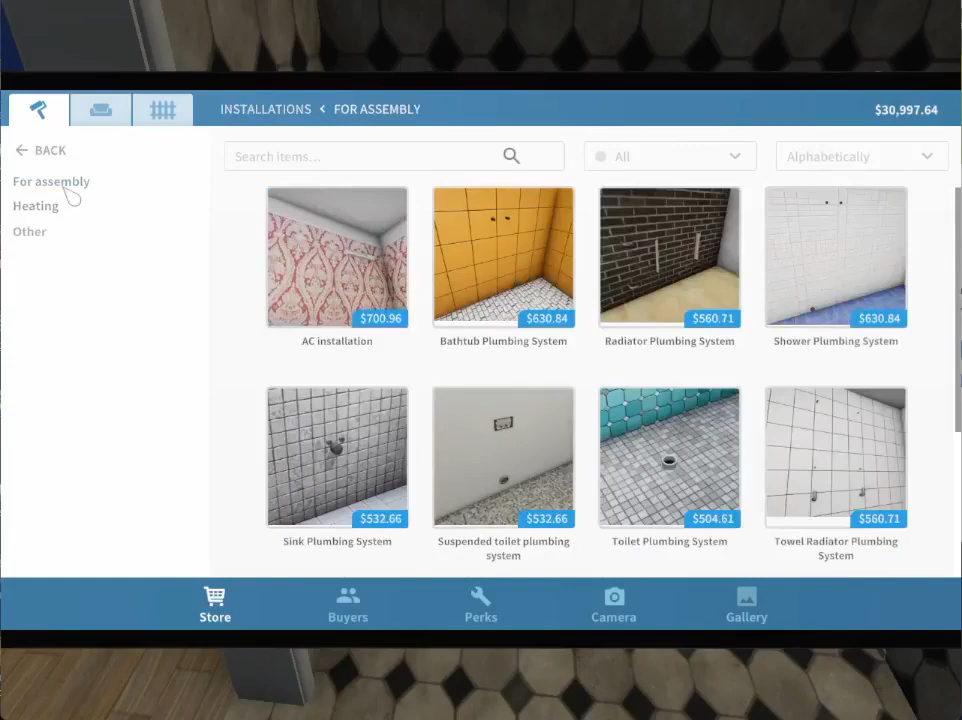 INSTALLATIONS < FOR ASSEMBLY
$30,997.64
BACK
Search items...
All
Alphabetically
For assembly
Heating
Other
$700.96
$630.84
$560.71
$630.84
AC installation
Bathtub Plumbing System
Radiator Plumbing System
Shower Plumbing System
$532.66
$532.66
$504.61
$560.71
Sink Plumbing System
Suspended toilet plumbing
system
Toilet Plumbing System
Towel Radiator Plumbing
System
Store
Buyers
Perks
Camera
Gallery